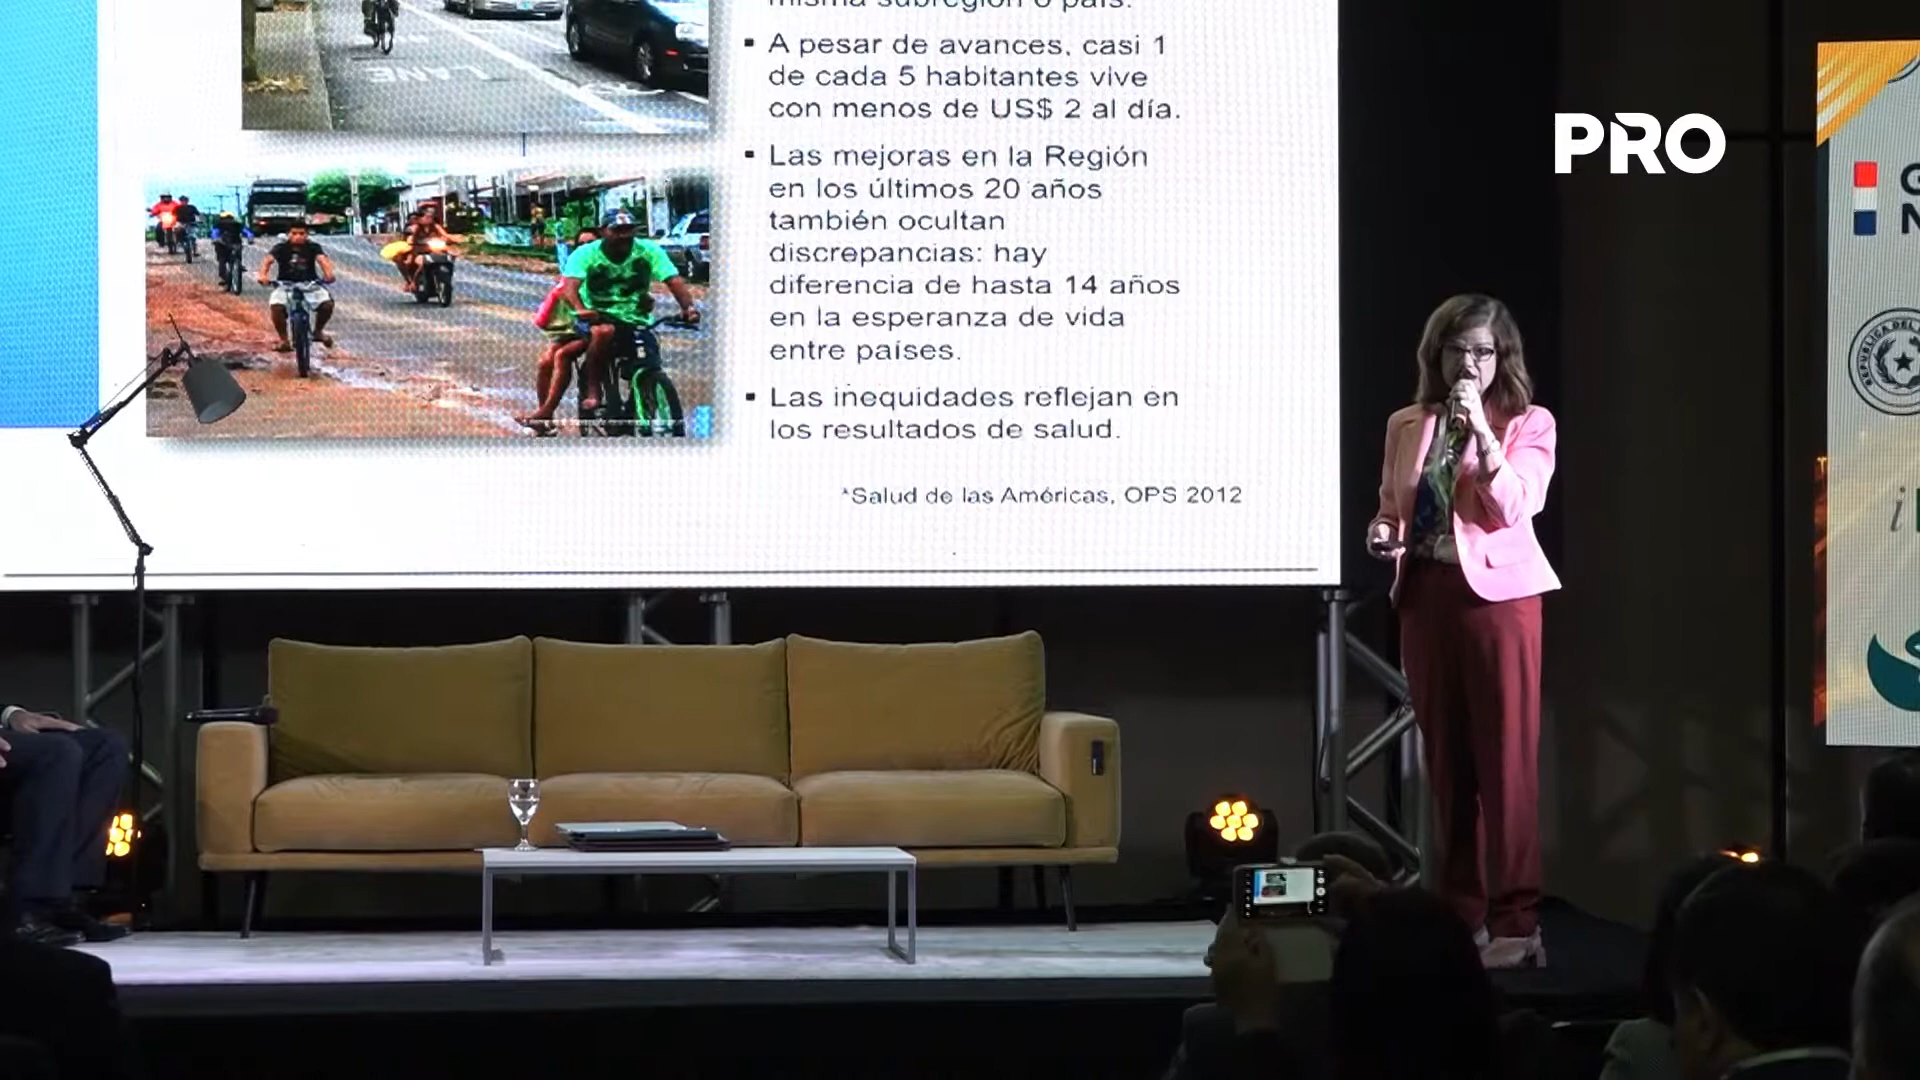 misma subregión o país.
▪ A pesar de avances, casi 1
de cada 5 habitantes vive
con menos de US$ 2 al día.
▪ Las mejoras en la Región
en los últimos 20 años
también ocultan
discrepancias: hay
diferencia de hasta 14 años
en la esperanza de vida
entre países.
▪ Las inequidades reflejan en
los resultados de salud.
*Salud de las Américas, OPS 2012
LANE
PRO
G
N
REPUBLICA DEL
i